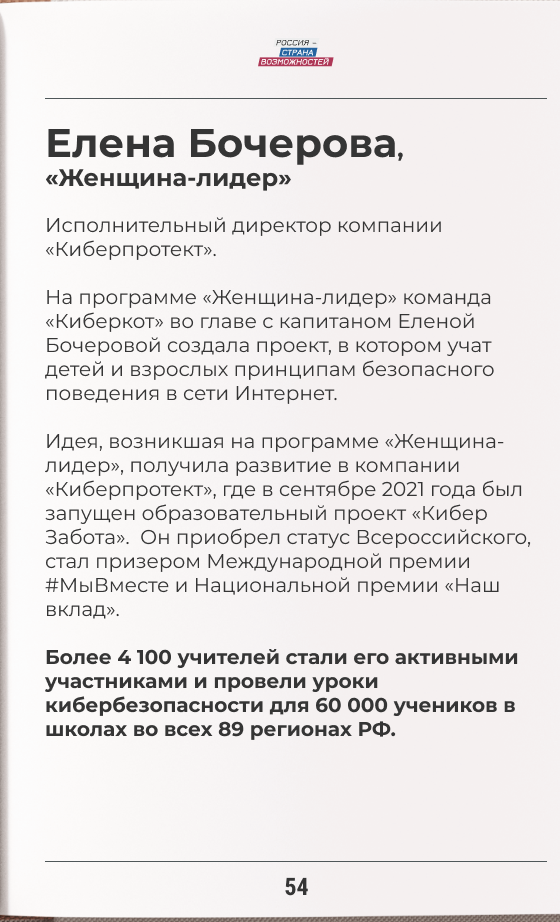 РОССИЯ –
СТРАНА
ВОЗМОЖНОСТЕЙ
Елена Бочерова,
«Женщина-лидер»
Исполнительный директор компании
«Киберпротект».
На программе «Женщина-лидер» команда
«Киберкот» во главе с капитаном Еленой
Бочеровой создала проект, в котором учат
детей и взрослых принципам безопасного
поведения в сети Интернет.
Идея, возникшая на программе «Женщина-
лидер», получила развитие в компании
«Киберпротект», где в сентябре 2021 года был
запущен образовательный проект «Кибер
Забота».  Он приобрел статус Всероссийского,
стал призером Международной премии
#МыВместе и Национальной премии «Наш
вклад».
Более 4 100 учителей стали его активными
участниками и провели уроки
кибербезопасности для 60 000 учеников в
школах во всех 89 регионах РФ.
54